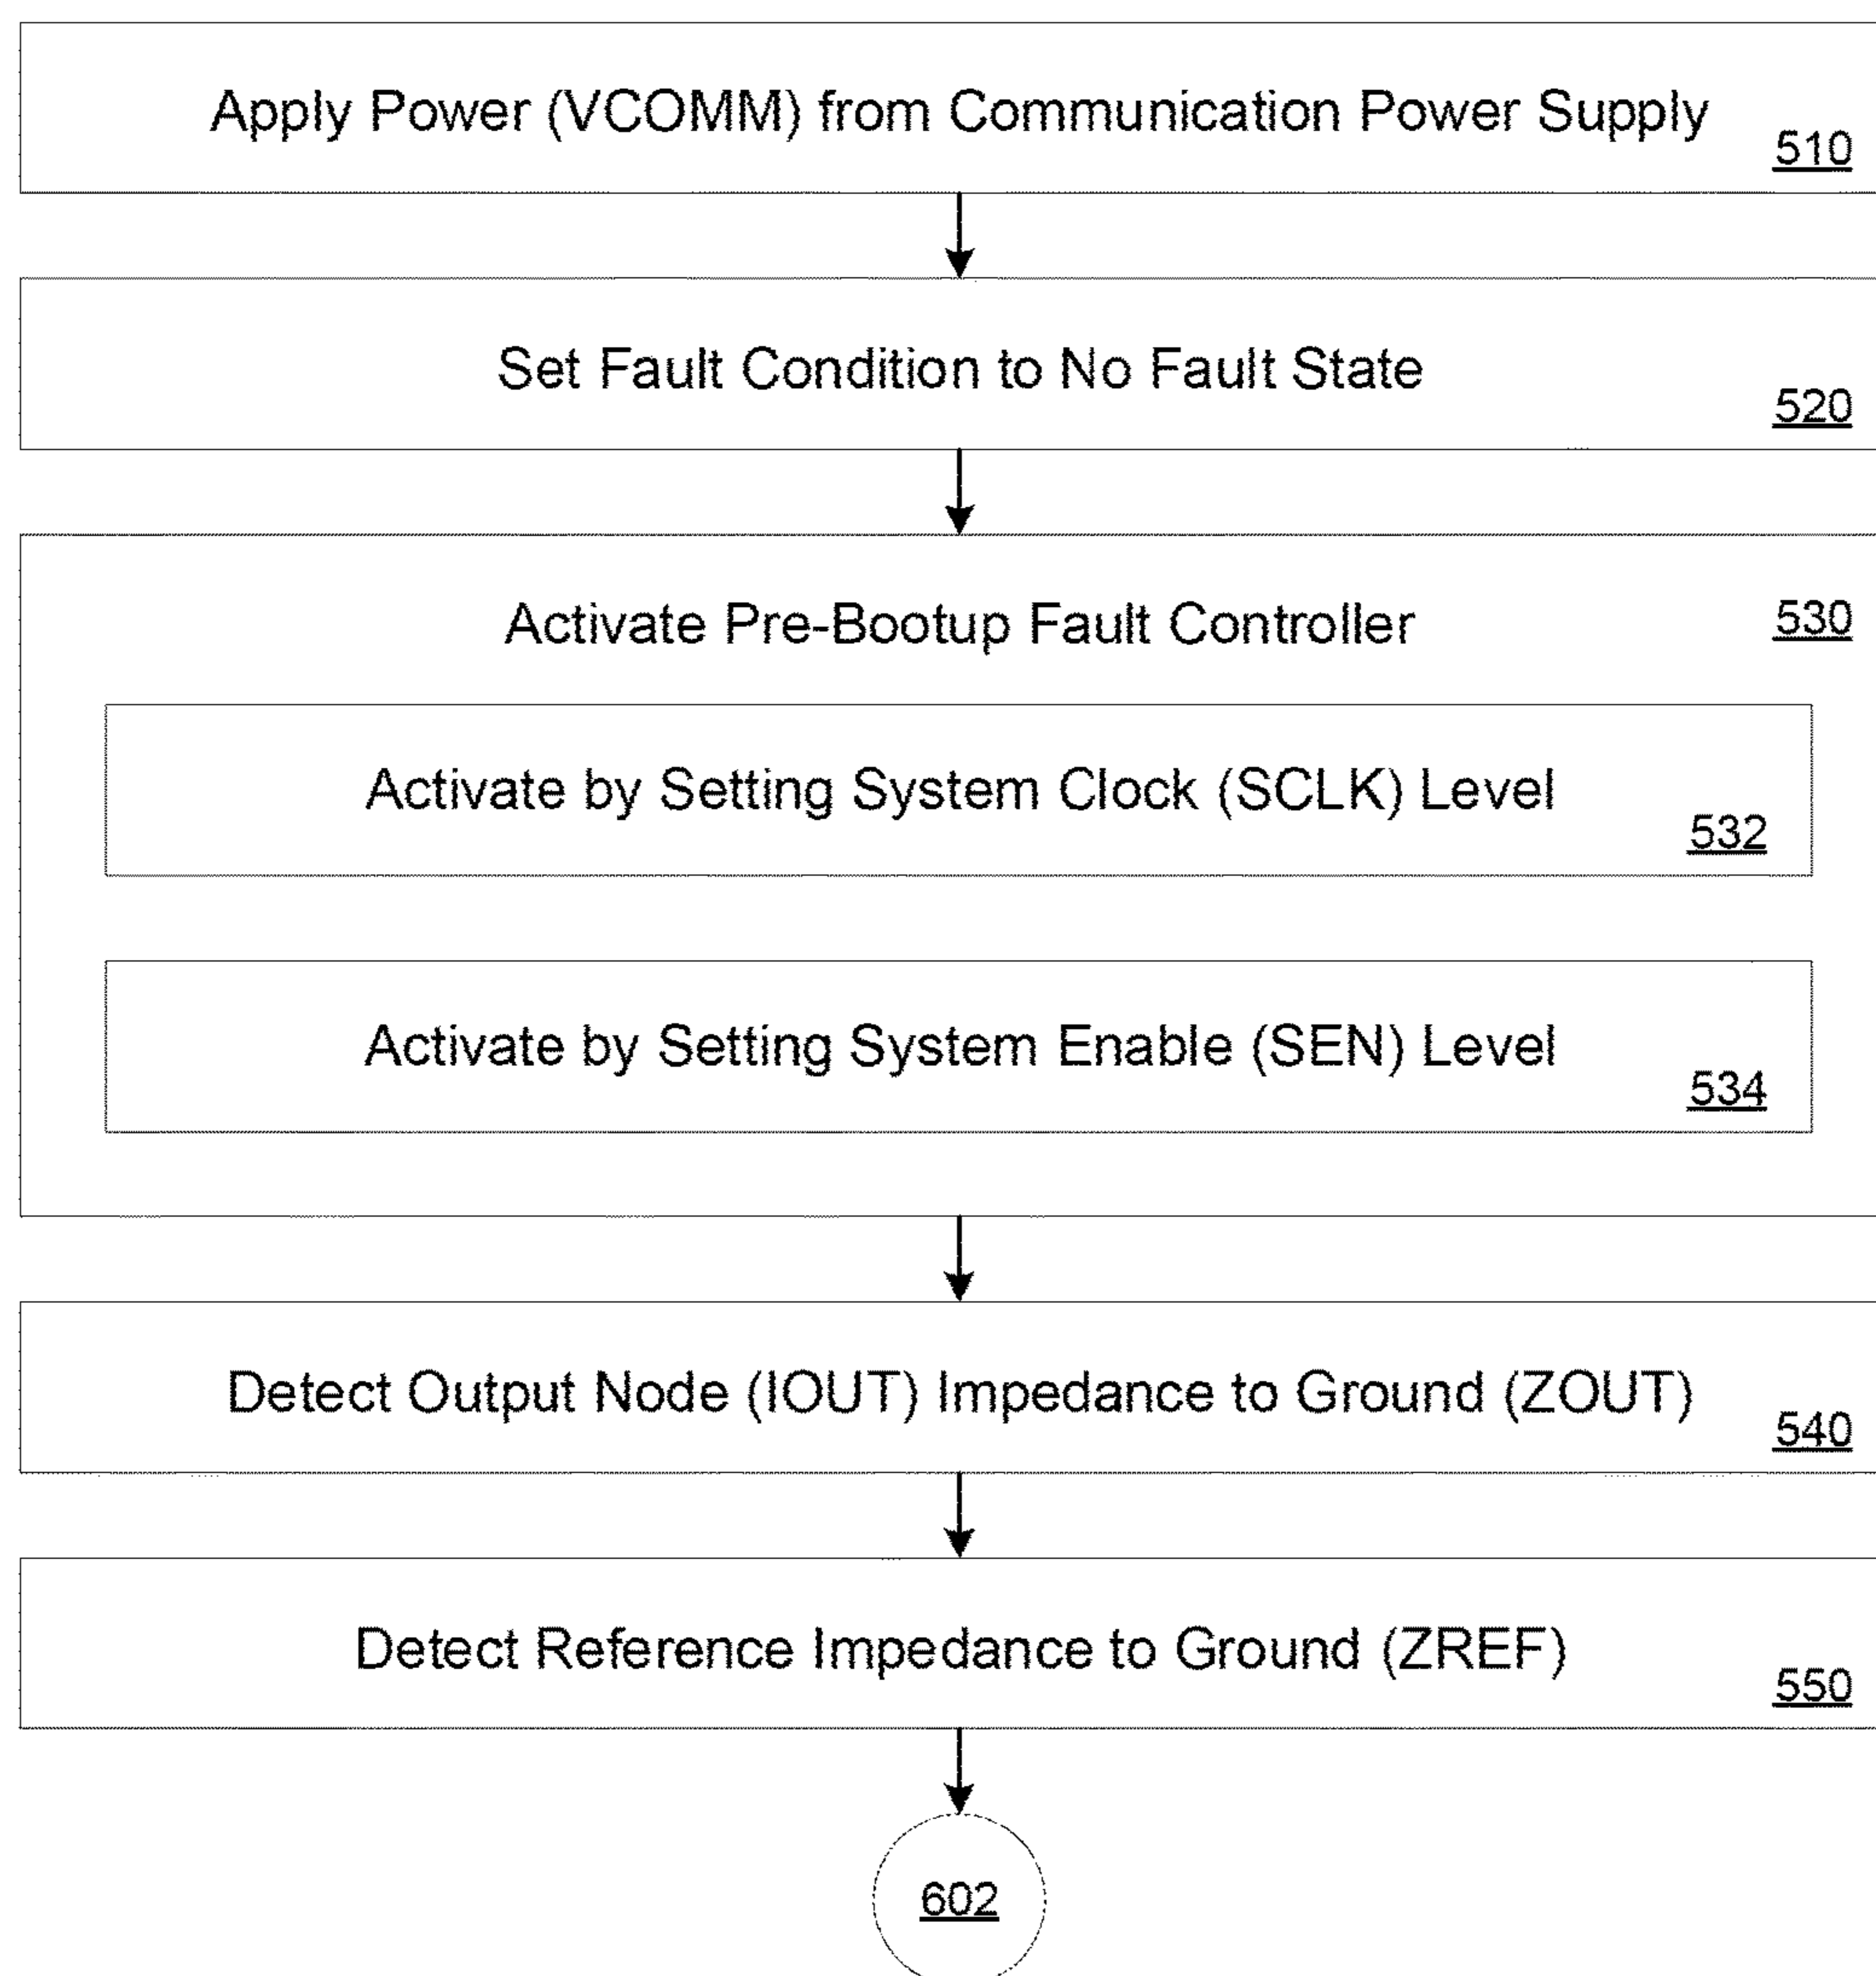 Apply Power (VCOMM) from Communication Power Supply
510
Set Fault Condition to No Fault State
520
Activate Pre-Bootup Fault Controller
530
Activate by Setting System Clock (SCLK) Level
532
Activate by Setting System Enable (SEN) Level
534
Detect Output Node (IOUT) Impedance to Ground (ZOUT)
540
Detect Reference Impedance to Ground (ZREF)
550
602